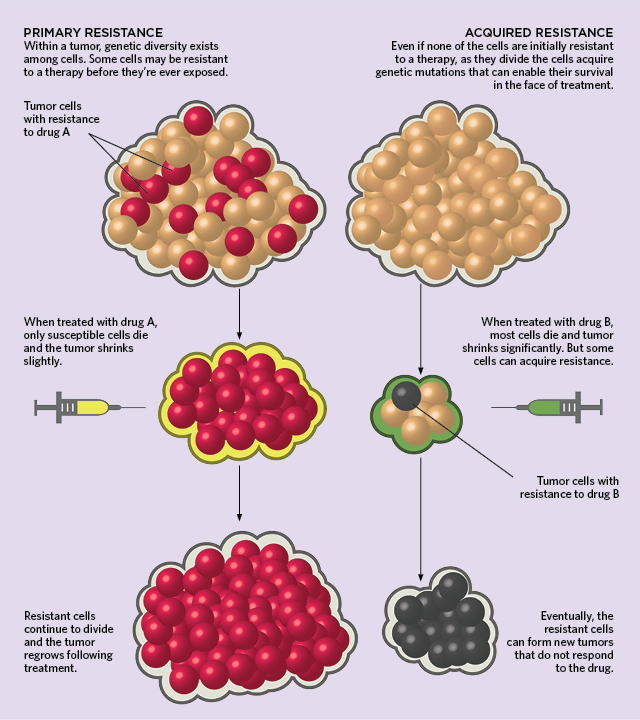 PRIMARY RESISTANCE
Within a tumor, genetic diversity exists
among cells. Some cells may be resistant
to a therapy before they’re ever exposed.
ACQUIRED RESISTANCE
Even if none of the cells are initially resistant
to a therapy, as they divide the cells acquire
genetic mutations that can enable their survival
in the face of treatment.
Tumor cells
with resistance
to drug A
When treated with drug A,
only susceptible cells die
and the tumor shrinks
slightly.
When treated with drug B,
most cells die and tumor
shrinks significantly. But some
cells can acquire resistance.
Tumor cells with
resistance to drug B
Resistant cells
continue to divide
and the tumor
regrows following
treatment.
Eventually, the
resistant cells
can form new tumors
that do not respond
to the drug.